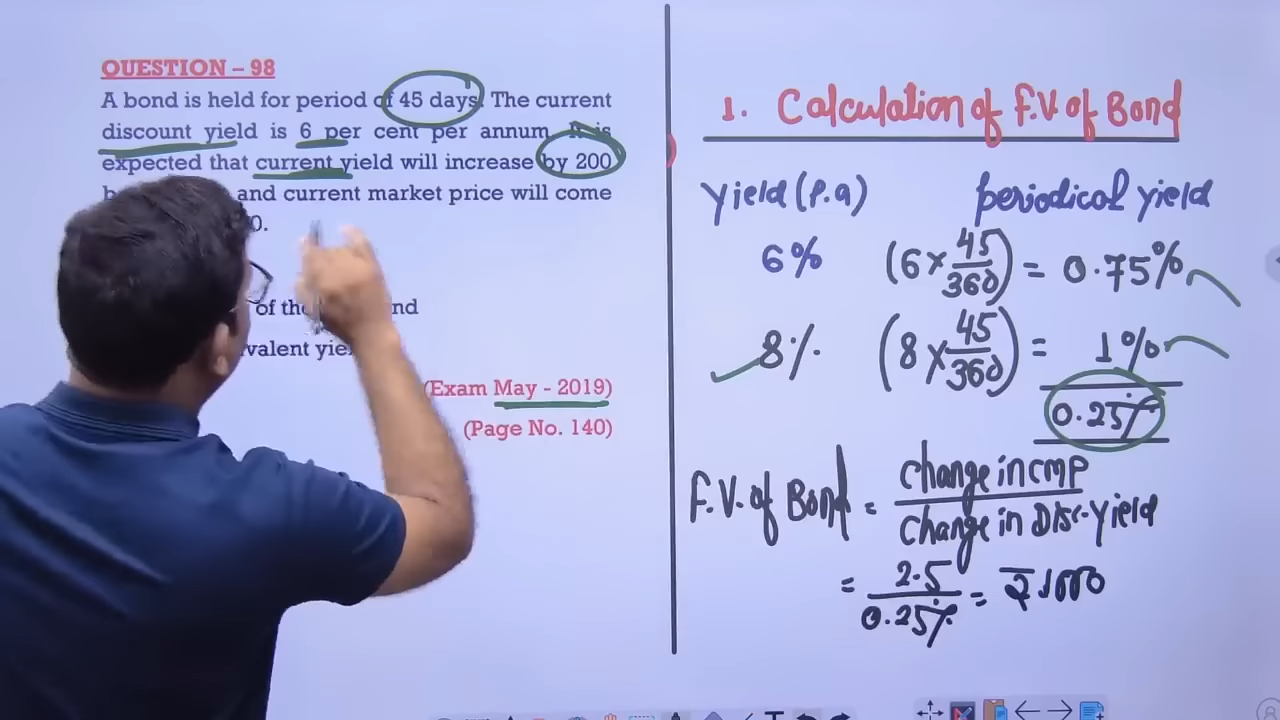 QUESTION – 98
A bond is held for period of 45 days. The current
discount yield is 6 per cent per annum. It is
expected that current yield will increase by 200
and current market price will come
0.
of the nd
valent yie
(Exam May - 2019)
(Page No. 140)
1. Calculation of F.V. of Bond
Yield (P.a) periodical yield
6% (6 × 45/360) = 0.75%
8% (8 × 45/360) = 1%
0.25%
F.V. of Bond = Change in CMP / Change in Disc. yield
= 2.5 / 0.25% = ₹ 1000